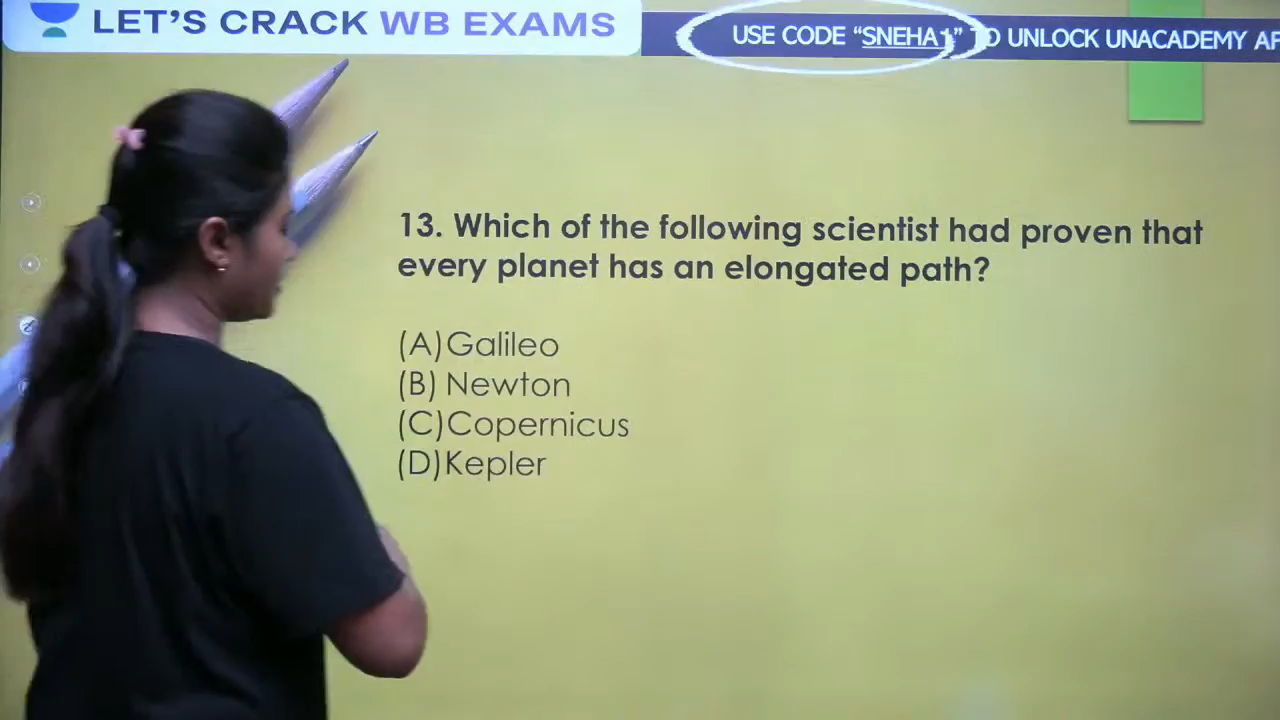 LET'S CRACK WB EXAMS
USE CODE “SNEHA1” TO UNLOCK UNACADEMY
13. Which of the following scientist had proven that
every planet has an elongated path?
(A)Galileo
(B) Newton
(C)Copernicus
(D)Kepler